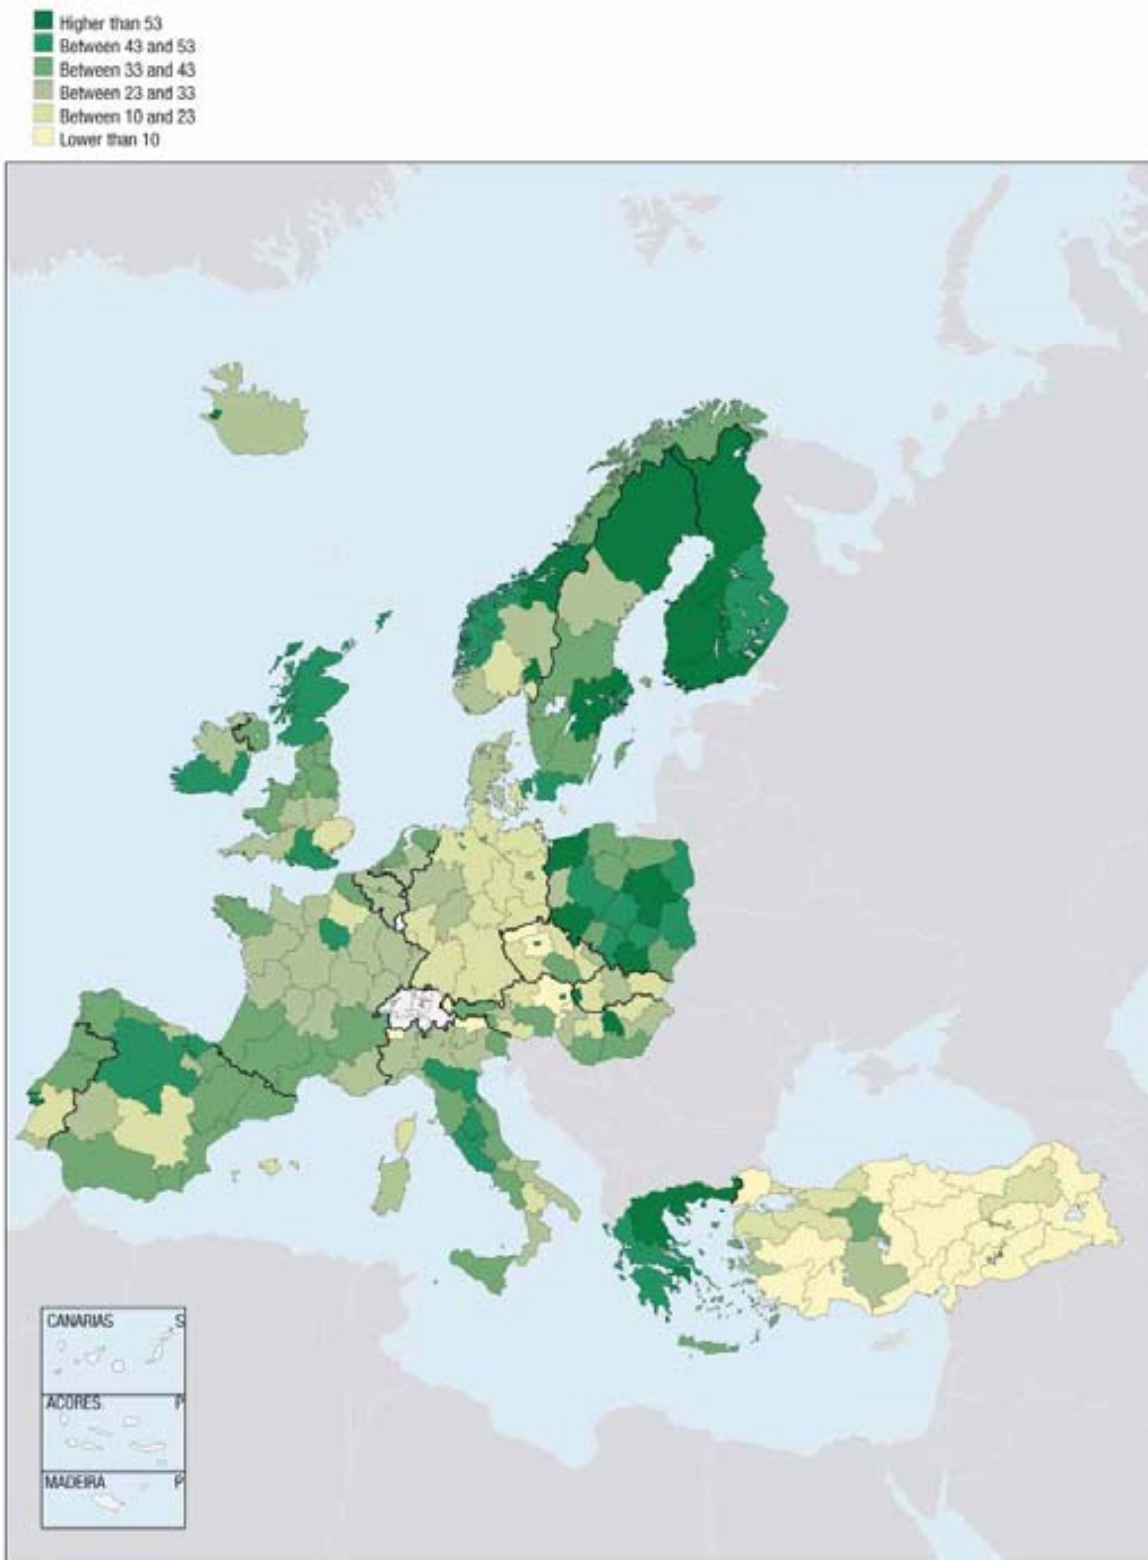 Higher than 53
Between 43 and 53
Between 33 and 43
Between 23 and 33
Between 10 and 23
Lower than 10
CANARIAS S
ACORES P
MADEIRA P